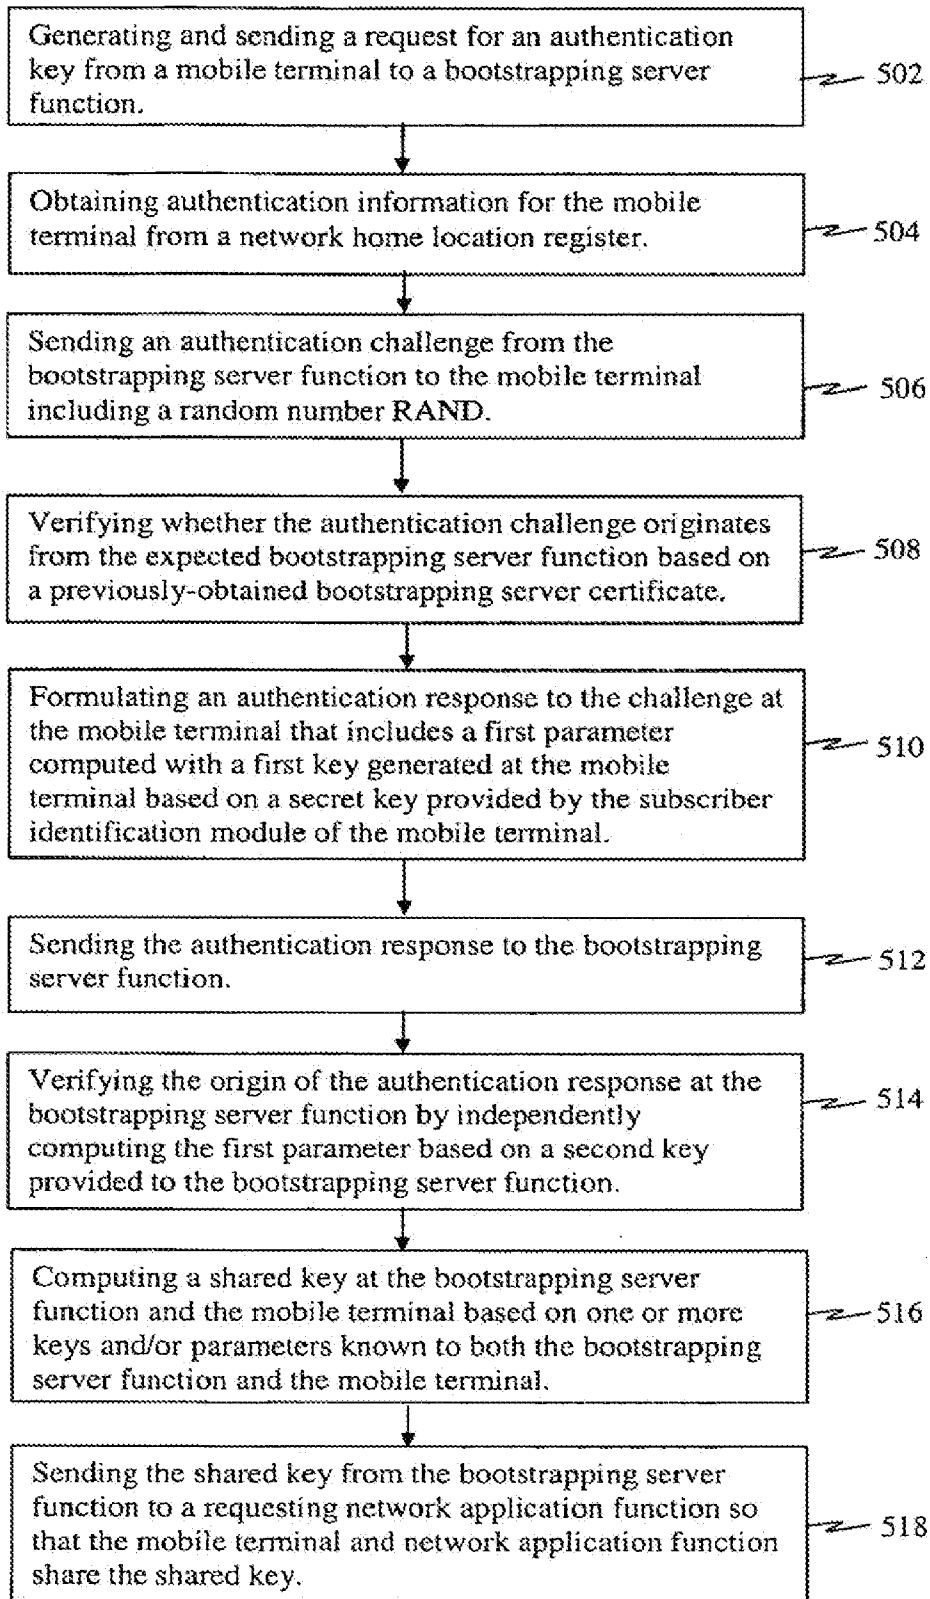 Generating and sending a request for an authentication
key from a mobile terminal to a bootstrapping server
function.
502
Obtaining authentication information for the mobile
terminal from a network home location register.
504
Sending an authentication challenge from the
bootstrapping server function to the mobile terminal
including a random number RAND.
506
Verifying whether the authentication challenge originates
from the expected bootstrapping server function based on
a previously-obtained bootstrapping server certificate.
508
Formulating an authentication response to the challenge at
the mobile terminal that includes a first parameter
computed with a first key generated at the mobile
terminal based on a secret key provided by the subscriber
identification module of the mobile terminal.
510
Sending the authentication response to the bootstrapping
server function.
512
Verifying the origin of the authentication response at the
bootstrapping server function by independently
computing the first parameter based on a second key
provided to the bootstrapping server function.
514
Computing a shared key at the bootstrapping server
function and the mobile terminal based on one or more
keys and/or parameters known to both the bootstrapping
server function and the mobile terminal.
516
Sending the shared key from the bootstrapping server
function to a requesting network application function so
that the mobile terminal and network application function
share the shared key.
518